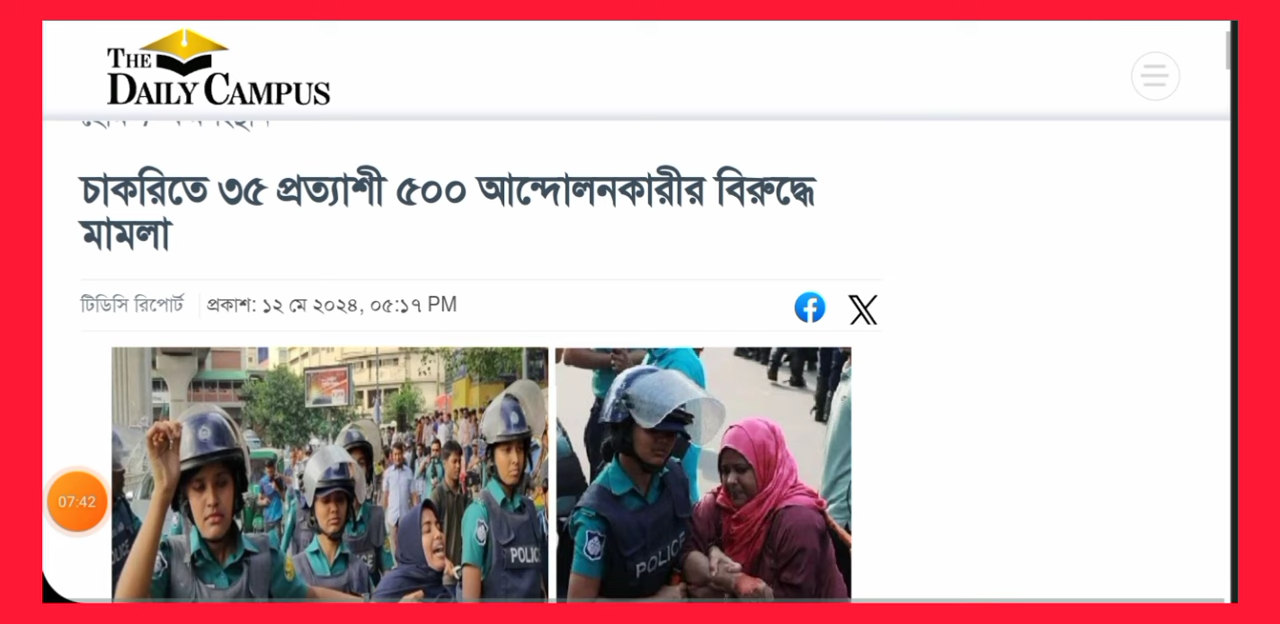 THE
DAILY CAMPUS
চাকরিতে ৩৫ প্রত্যাশী ৫০০ আন্দোলনকারীর বিরুদ্ধে
মামলা
টিডিসি রিপোর্ট প্রকাশ: ১২ মে ২০২৪, ০৫:১৭ PM
07:42
POLICE
POLICE